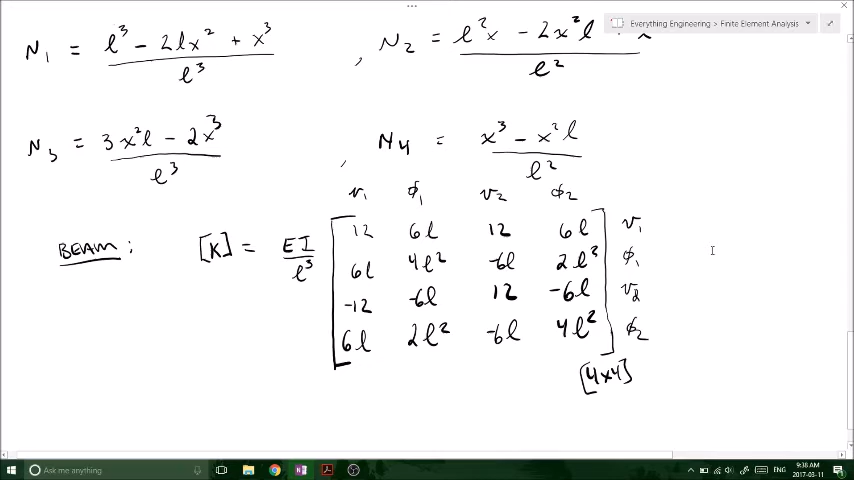 Everything Engineering > Finite Element Analysis
N₁ = l³ - 2lx² + x³ / l³ , N₂ = l²x - 2x²l / l²
N₃ = 3x²l - 2x³ / l³ , N₄ = x³ - x²l / l²
v₁ ϕ₁ v₂ ϕ₂
BEAM: [K] = EI / l³
12 6l 12 6l v₁
6l 4l² -6l 2l² ϕ₁
-12 -6l 12 -6l v₂
6l 2l² -6l 4l² ϕ₂
[4x4]
Ask me anything
ENG
9:38 AM
2017-03-11